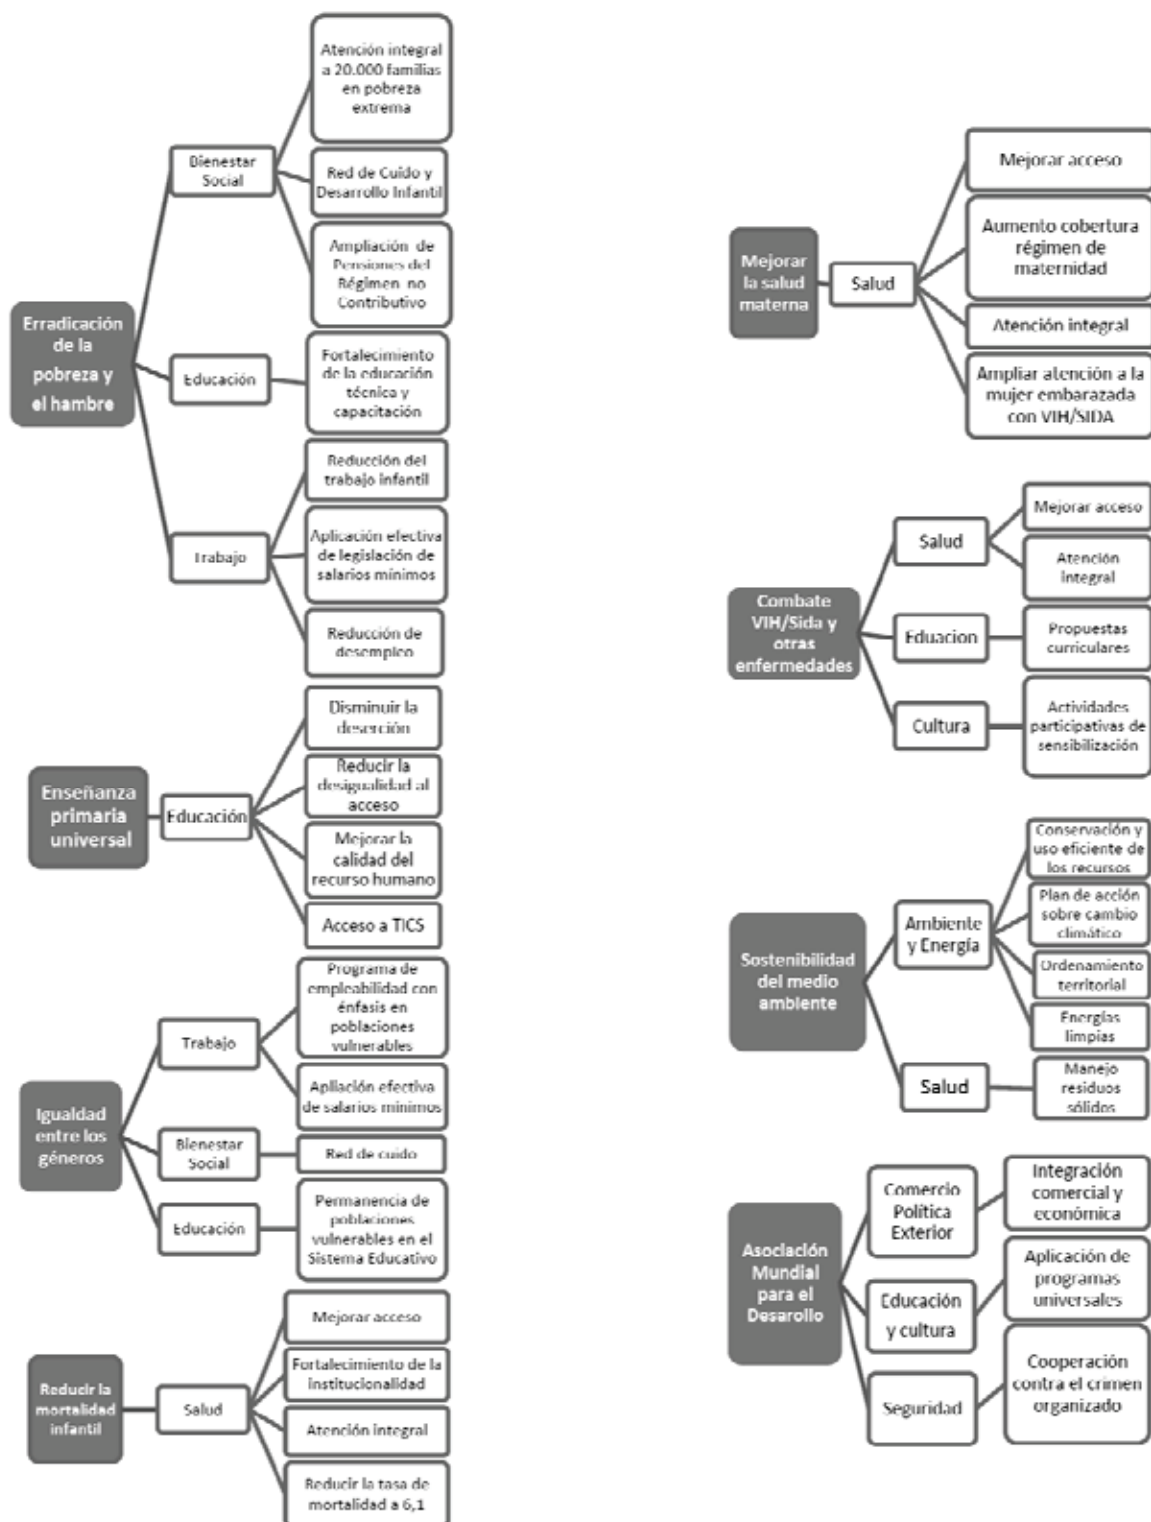 Erradicación
de la
pobreza y
el hambre
Bienestar
Social
Atención integral
a 20.000 familias
en pobreza
extrema
Red de Cuido y
Desarrollo Infantil
Ampliación de
Pensiones del
Régimen no
Contributivo
Educación
Fortalecimiento
de la educación
técnica y
capacitación
Trabajo
Reducción del
trabajo infantil
Aplicación efectiva
de legislación de
salarios mínimos
Reducción de
desempleo
Enseñanza
primaria
universal
Educación
Disminuir la
deserción
Reducir la
desigualdad al
acceso
Mejorar la
calidad del
recurso humano
Acceso a TICS
Igualdad
entre los
géneros
Trabajo
Programa de
empleabilidad con
énfasis en
poblaciones
vulnerables
Apliación efectiva
de salarios mínimos
Bienestar
Social
Red de cuido
Educación
Permanencia de
poblaciones
vulnerables en el
Sistema Educativo
Reducir la
mortalidad
infantil
Salud
Mejorar acceso
Fortalecimiento de la
institucionalidad
Atención integral
Reducir la tasa de
mortalidad a 6,1
Mejorar
la salud
materna
Salud
Mejorar acceso
Aumento cobertura
régimen de
maternidad
Atención integral
Ampliar atención a la
mujer embarazada
con VIH/SIDA
Combate
VIH/Sida y
otras
enfermedades
Salud
Mejorar acceso
Atención
integral
Eduacion
Propuestas
curriculares
Cultura
Actividades
participativas de
sensibilización
Sostenibilidad
del medio
ambiente
Ambiente
y Energía
Conservación y
uso eficiente de
los recursos
Plan de acción
sobre cambio
climático
Ordenamiento
territorial
Energías
limpias
Salud
Manejo
residuos
sólidos
Asociación
Mundial
para el
Desarollo
Comercio
Política
Exterior
Integración
comercial y
económica
Educación
y cultura
Aplicación de
programas
universales
Seguridad
Cooperación
contra el crimen
organizado